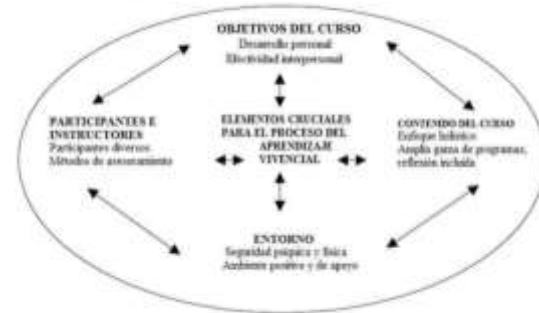 OBJETIVOS DEL CURSO
Desarrollo personal
Efectividad interpersonal
PARTICIPANTES E
INSTRUCTORES
Participantes diversos
Métodos de asesoramiento
ELEMENTOS CRUCIALES
PARA EL PROCESO DEL
APRENDIZAJE
VIVENCIAL
CONTENIDO DEL CURSO
Enfoque holístico
Amplia gama de programas,
reflexión incluida
ENTORNO
Seguridad psíquica y física
Ambiente positivo y de apoyo